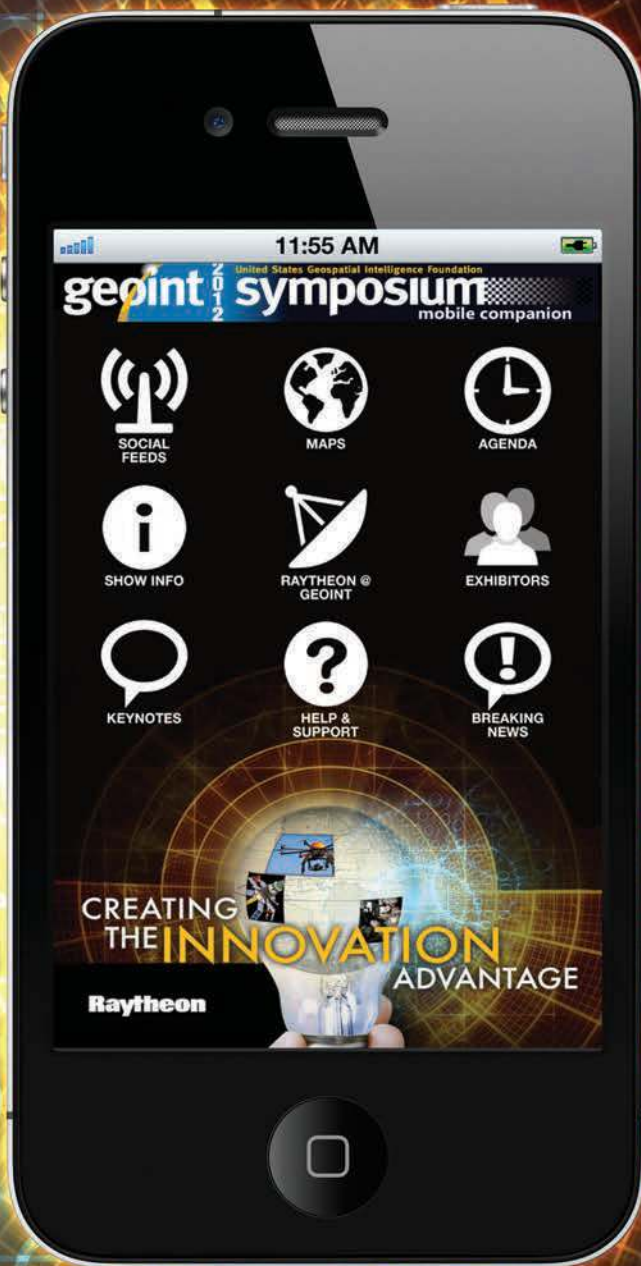 11:55 AM
United States Geospatial Intelligence Foundation
geoint 2012 symposium
mobile companion
SOCIAL
FEEDS
MAPS
AGENDA
SHOW INFO
RAYTHEON @
GEOINT
EXHIBITORS
KEYNOTES
HELP &
SUPPORT
BREAKING
NEWS
CREATING
THE INNOVATION
ADVANTAGE
Raytheon